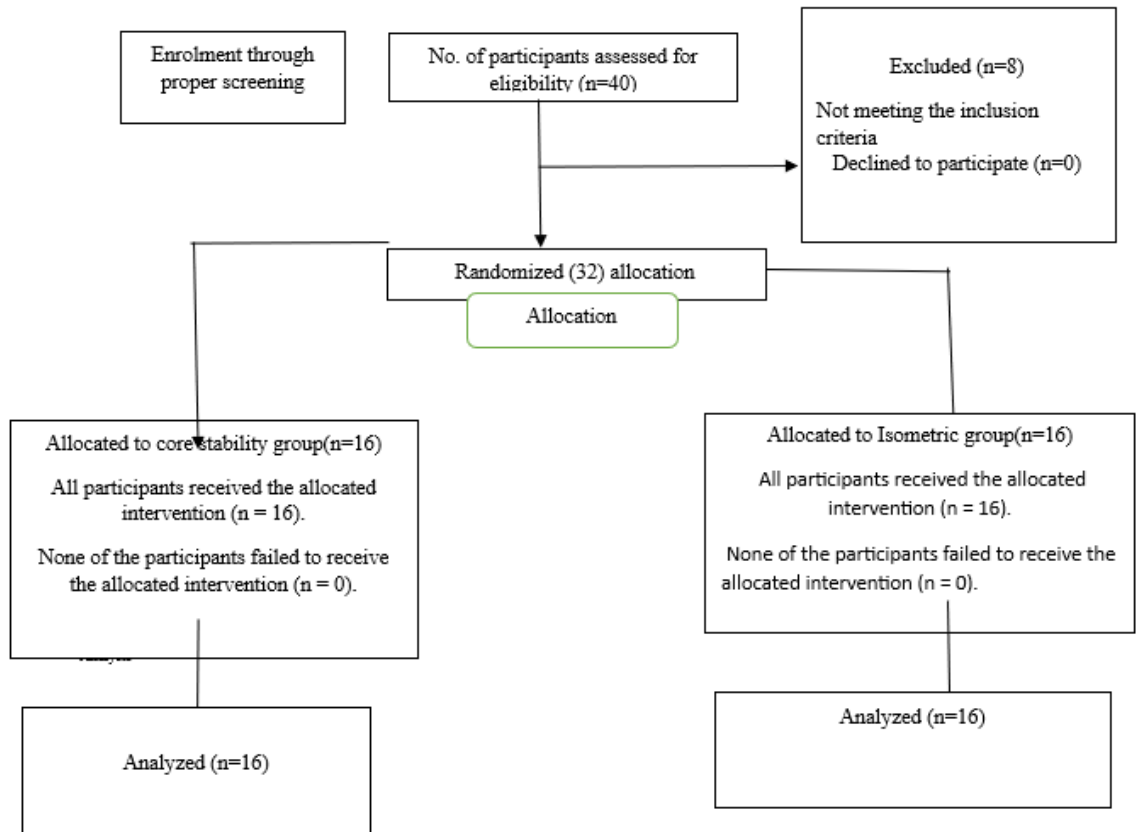 Enrolment through
proper screening
No. of participants assessed for
eligibility (n=40)
Excluded (n=8)
Not meeting the inclusion
criteria
Declined to participate (n=0)
Randomized (32) allocation
Allocation
Allocated to core stability group(n=16)
All participants received the allocated
intervention (n = 16).
None of the participants failed to receive
the allocated intervention (n = 0).
Allocated to Isometric group(n=16)
All participants received the allocated
intervention (n = 16).
None of the participants failed to receive the
allocated intervention (n = 0).
Analyzed (n=16)
Analyzed (n=16)